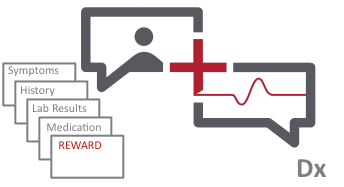 Symptoms
History
Lab Results
Medication
REWARD
Dx